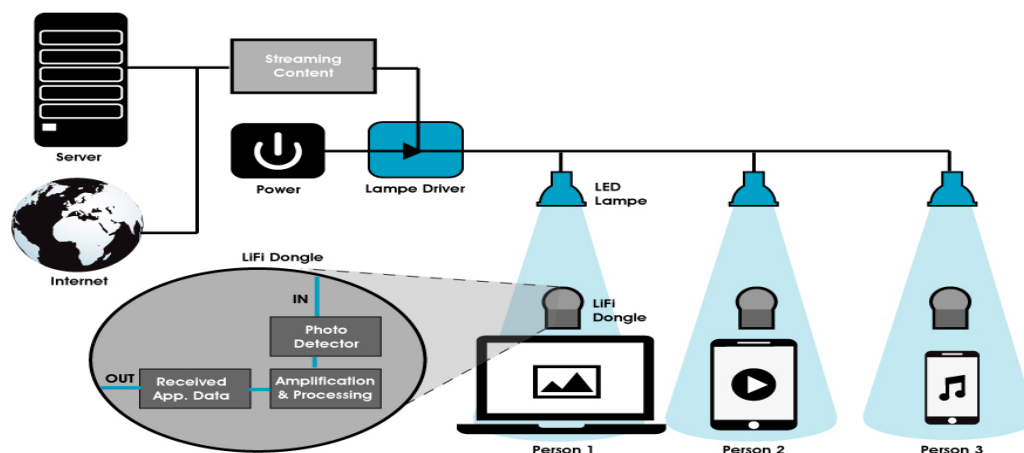 Streaming
Content
Server
Power
Lampe Driver
LED
Lampe
Internet
LiFi Dongle
IN
Photo
Detector
OUT
Received
App. Data
Amplification
& Processing
LiFi
Dongle
Person 1
Person 2
Person 3